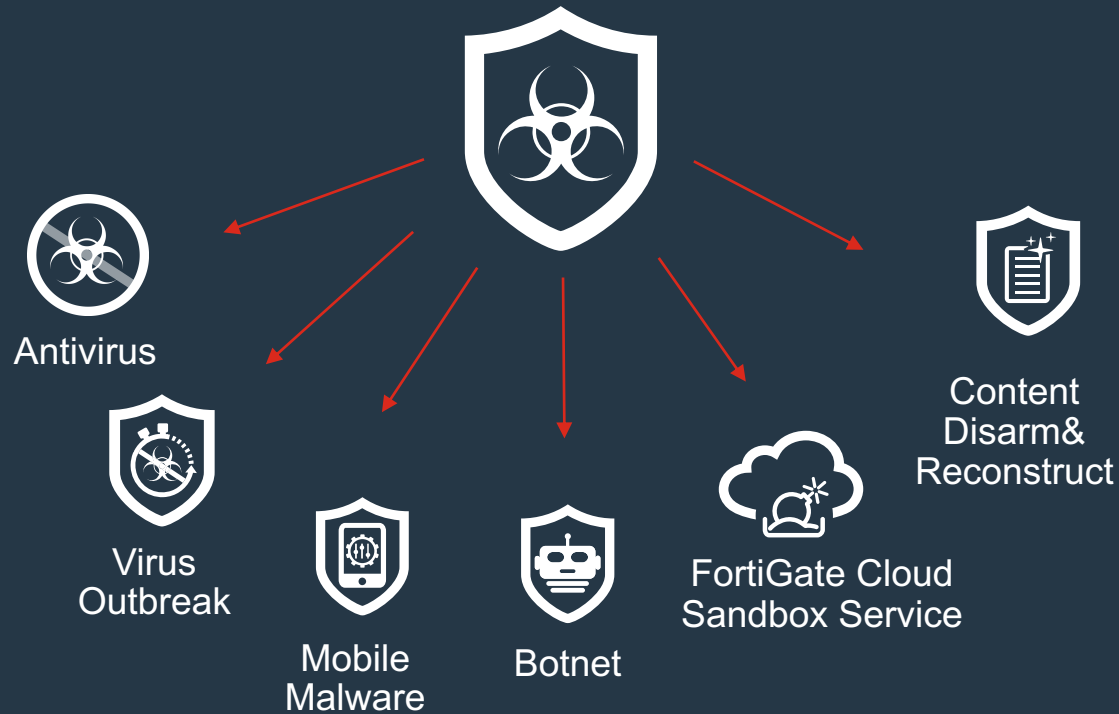 Antivirus
Virus
Outbreak
Mobile
Malware
Botnet
FortiGate Cloud
Sandbox Service
Content
Disarm&
Reconstruct